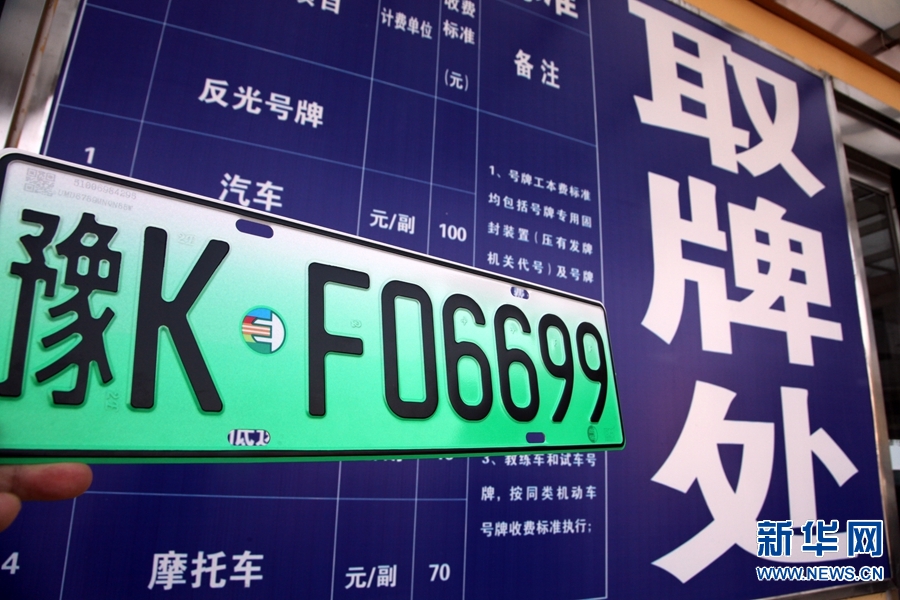 项目
计费单位
收费
标准
(元)
备注
反光号牌
1
汽车
元/副
100
1、号牌工本费标准
均包括号牌专用固
封装置(压有发牌
机关代号)及号牌
3、教练车和试车号
牌,按同类机动车
号牌收费标准执行;
4
摩托车
元/副
70
取牌处
豫K·F06699
新华网
WWW.NEWS.CN